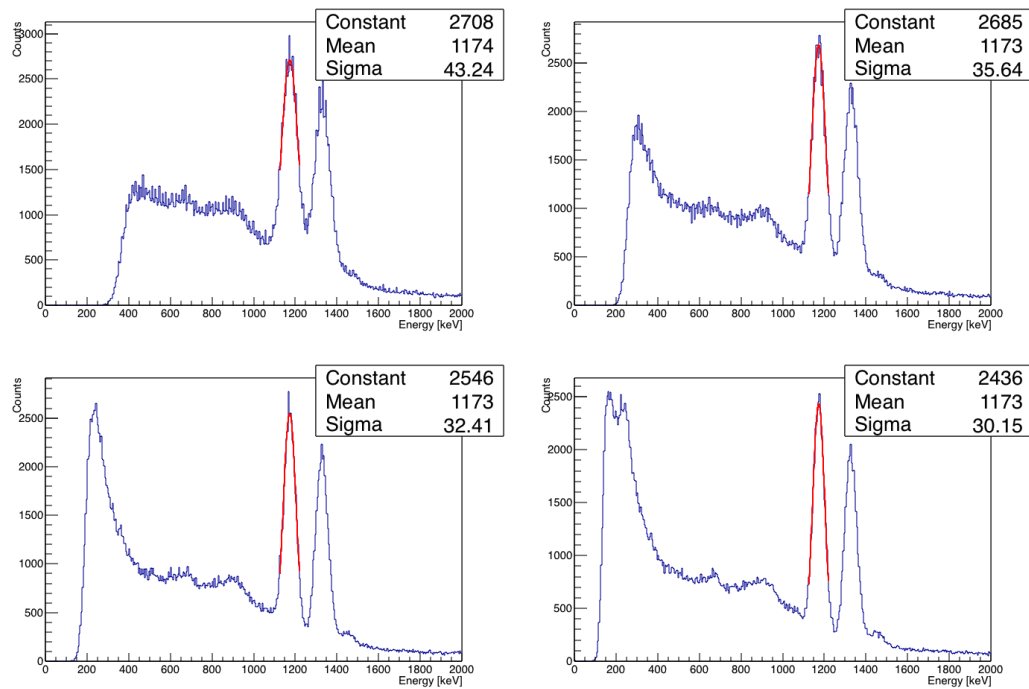 Counts
Constant 2708
Mean 1174
Sigma 43.24
3000
2500
2000
1500
1000
500
0
0 200 400 600 800 1000 1200 1400 1600 1800 2000
Energy [keV]
Counts
Constant 2685
Mean 1173
Sigma 35.64
2500
2000
1500
1000
500
0
0 200 400 600 800 1000 1200 1400 1600 1800 2000
Energy [keV]
Counts
Constant 2546
Mean 1173
Sigma 32.41
2500
2000
1500
1000
500
0
0 200 400 600 800 1000 1200 1400 1600 1800 2000
Energy [keV]
Counts
Constant 2436
Mean 1173
Sigma 30.15
2500
2000
1500
1000
500
0
0 200 400 600 800 1000 1200 1400 1600 1800 2000
Energy [keV]